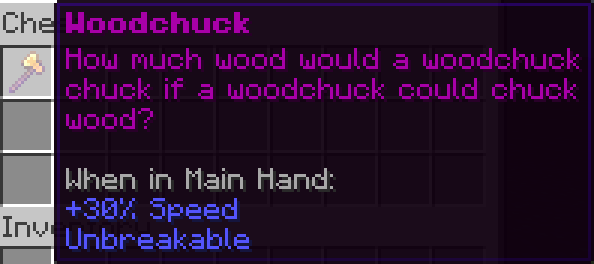 Che
Woodchuck
How much wood would a woodchuck
chuck if a woodchuck could chuck
wood?
When in Main Hand:
+30% Speed
Inv
Unbreakable